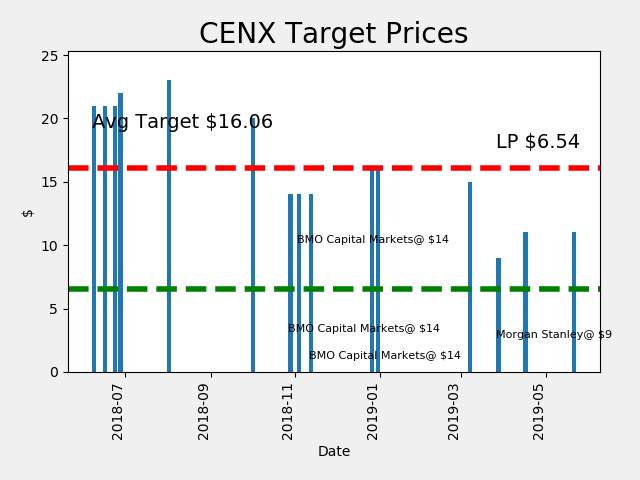 CENX Target Prices
25
20
15
10
5
0
$
Avg Target $16.06
LP $6.54
BMO Capital Markets@ $14
BMO Capital Markets@ $14
Morgan Stanley@ $9
BMO Capital Markets@ $14
2018-07
2018-09
2018-11
2019-01
2019-03
2019-05
Date